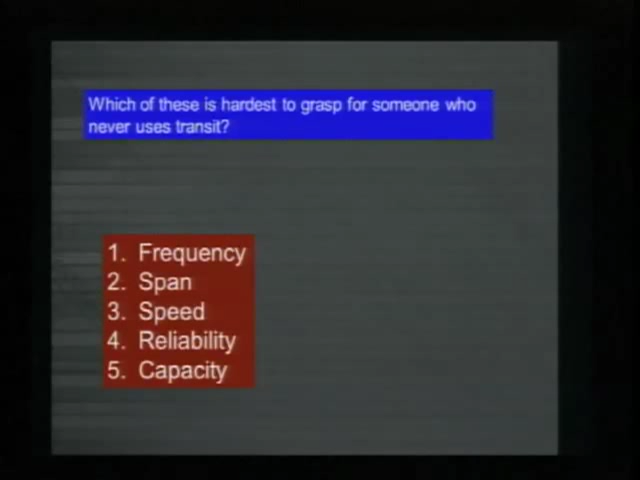 Which of these is hardest to grasp for someone who
never uses transit?
1. Frequency
2. Span
3. Speed
4. Reliability
5. Capacity